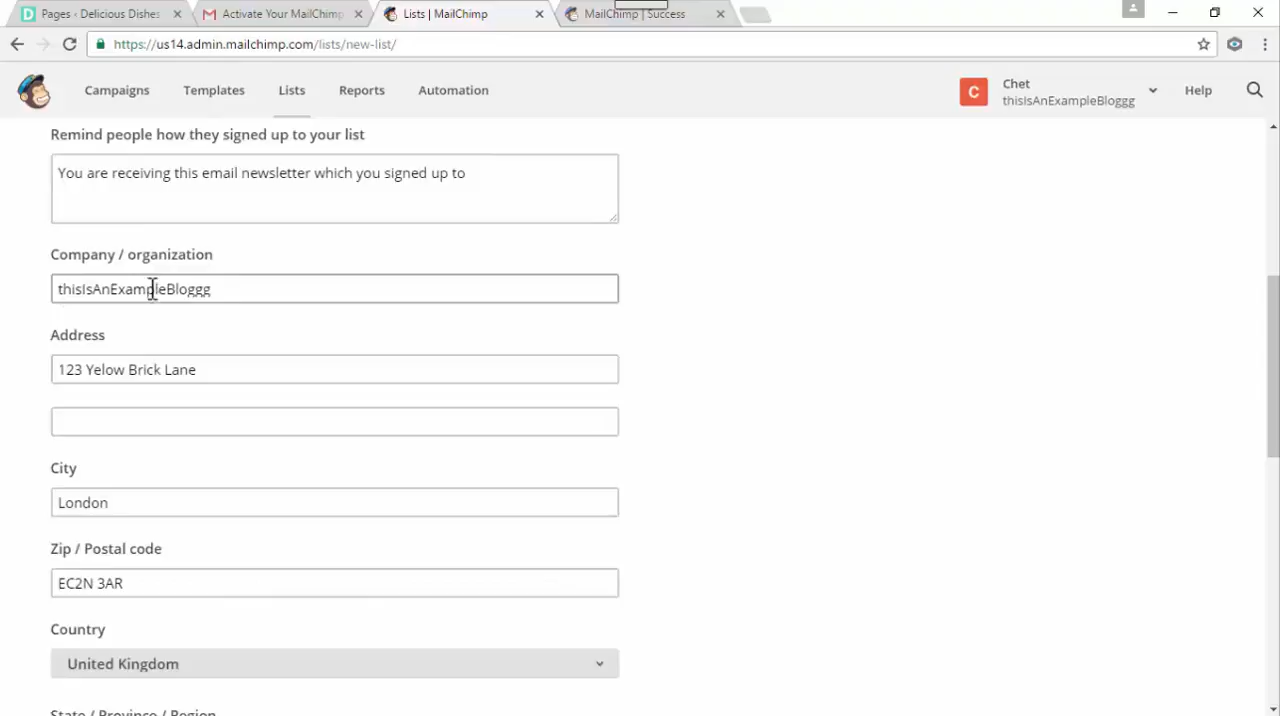 Pages · Delicious Dishes
Activate Your MailChimp
Lists | MailChimp
MailChimp | Success
https://us14.admin.mailchimp.com/lists/new-list/
Campaigns
Templates
Lists
Reports
Automation
C
Chet
thisIsAnExampleBloggg
Help
Remind people how they signed up to your list
You are receiving this email newsletter which you signed up to
Company / organization
thisIsAnExampleBloggg
Address
123 Yelow Brick Lane
City
London
Zip / Postal code
EC2N 3AR
Country
United Kingdom
State / Province / Region